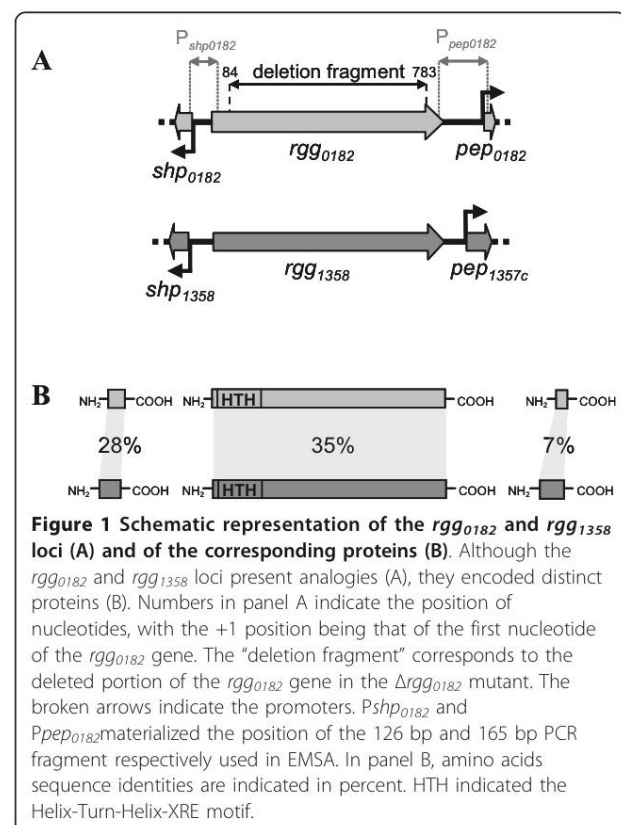 P shp0182 P pep0182
A
84 deletion fragment 783
shp0182 rgg0182 pep0182
shp1358 rgg1358 pep1357c
B
NH2 COOH NH2 HTH COOH NH2 COOH
28% 35% 7%
NH2 COOH NH2 HTH COOH NH2 COOH
Figure 1 Schematic representation of the rgg0182 and rgg1358
loci (A) and of the corresponding proteins (B). Although the
rgg0182 and rgg1358 loci present analogies (A), they encoded distinct
proteins (B). Numbers in panel A indicate the position of
nucleotides, with the +1 position being that of the first nucleotide
of the rgg0182 gene. The "deletion fragment" corresponds to the
deleted portion of the rgg0182 gene in the Δrgg0182 mutant. The
broken arrows indicate the promoters. Pshp0182 and
Ppep0182materialized the position of the 126 bp and 165 bp PCR
fragment respectively used in EMSA. In panel B, amino acids
sequence identities are indicated in percent. HTH indicated the
Helix-Turn-Helix-XRE motif.